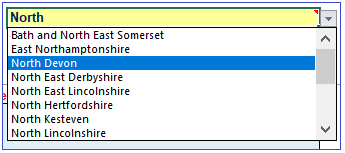 North
Bath and North East Somerset
East Northamptonshire
North Devon
North East Derbyshire
North East Lincolnshire
North Hertfordshire
North Kesteven
North Lincolnshire